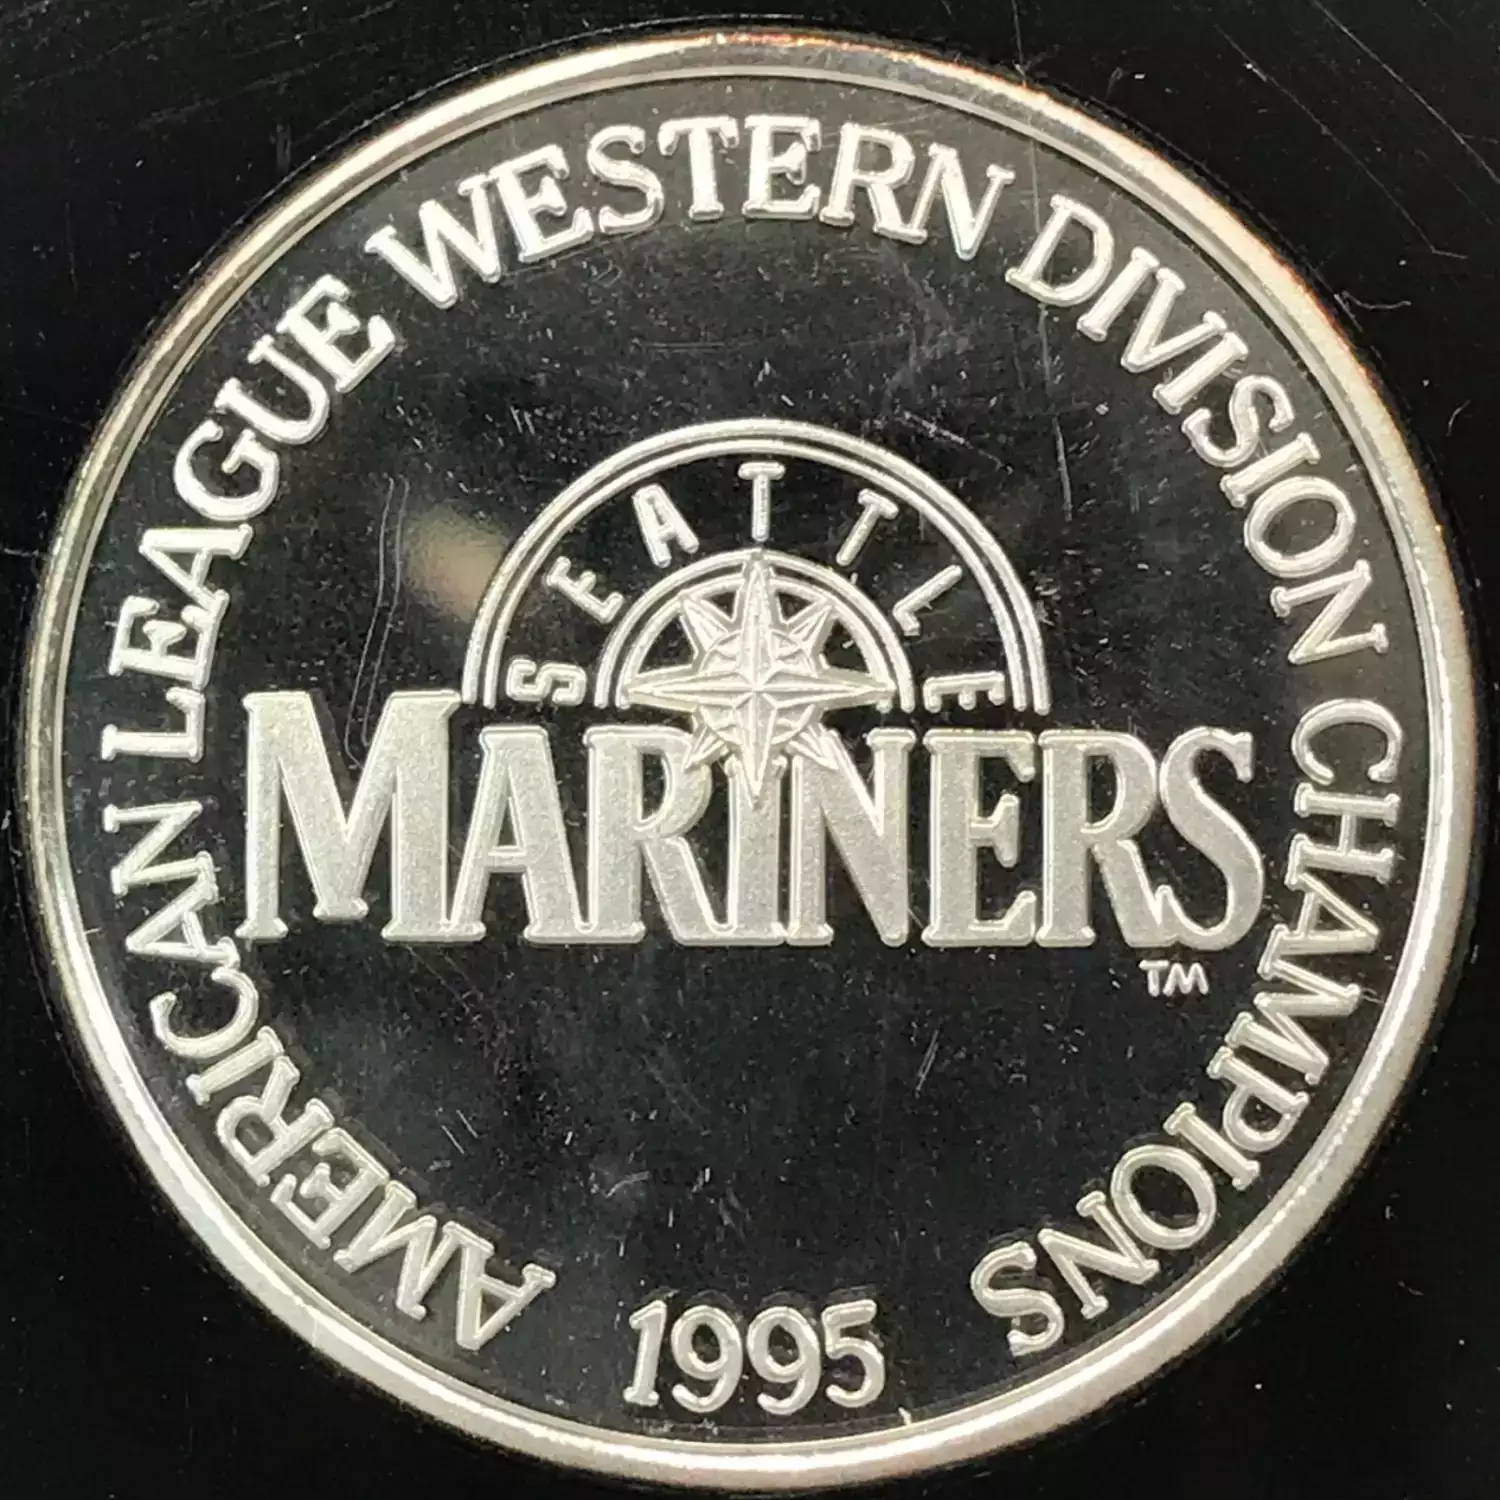 AMERICAN LEAGUE WESTERN DIVISION CHAMPIONS
SEATTLE
MARINERS
TM
1995